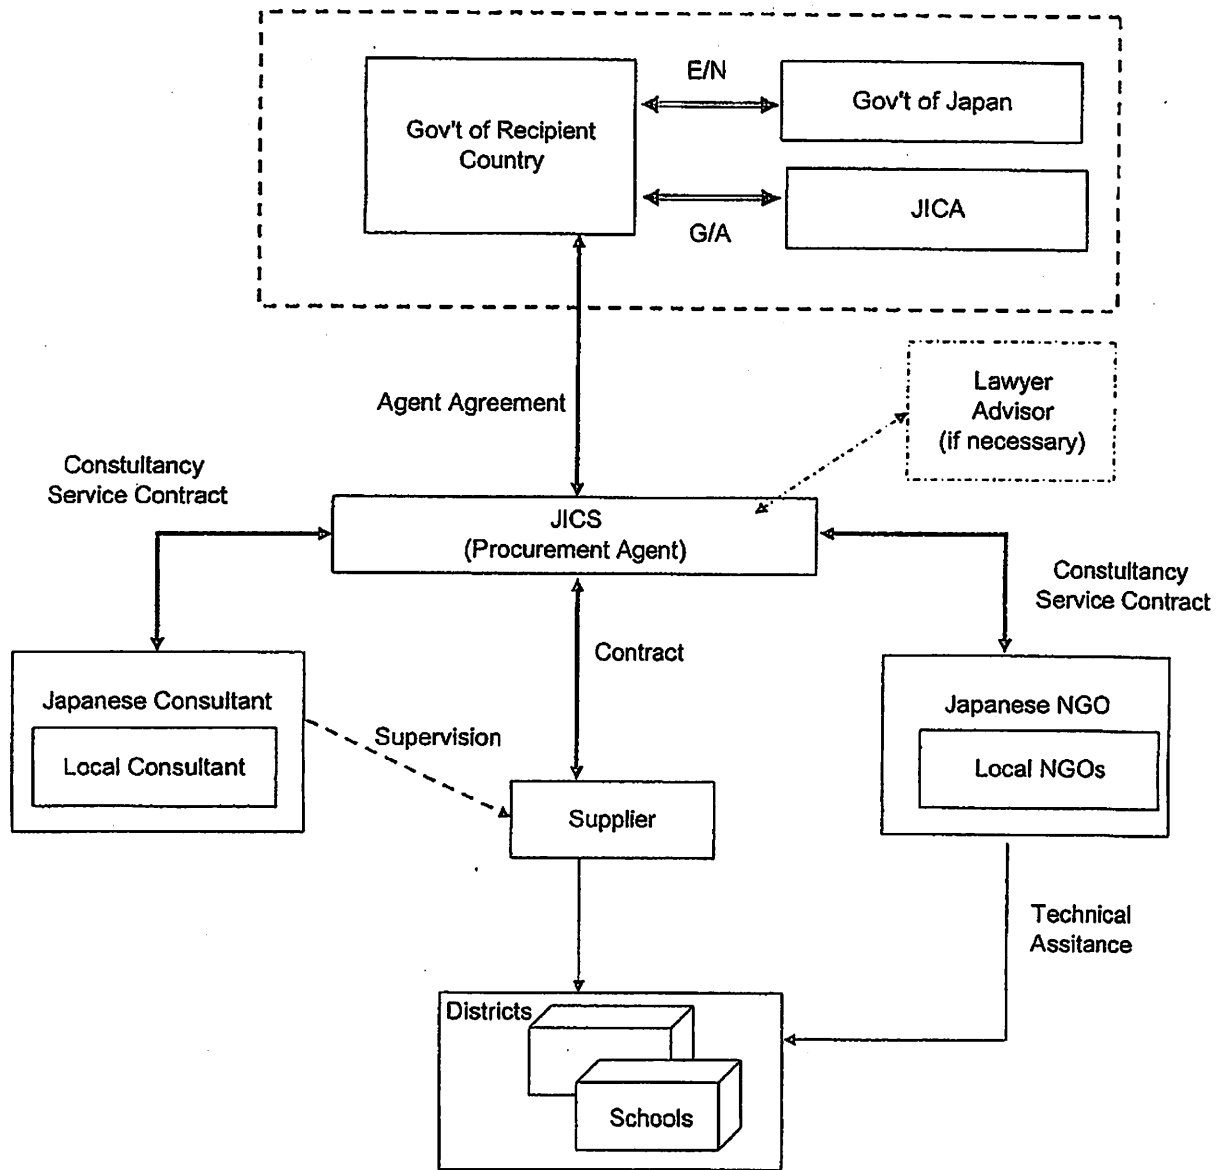 E/N
Gov't of Recipient
Country
Gov't of Japan
JICA
G/A
Agent Agreement
Lawyer
Advisor
(if necessary)
Constultancy
Service Contract
JICS
(Procurement Agent)
Constultancy
Service Contract
Contract
Japanese Consultant
Local Consultant
Supervision
Japanese NGO
Local NGOs
Supplier
Technical
Assitance
Districts
Schools